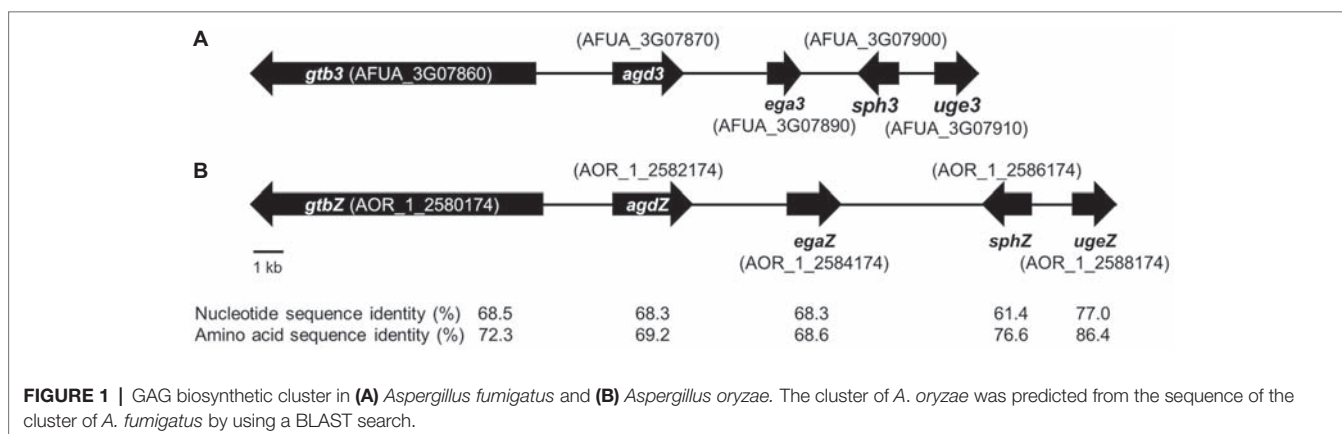 A
(AFUA_3G07870) (AFUA_3G07900)
gtb3 (AFUA_3G07860) agd3
ega3 sph3 uge3
(AFUA_3G07890) (AFUA_3G07910)
B
(AOR_1_2582174) (AOR_1_2586174)
gtbZ (AOR_1_2580174) agdZ
egaZ sphZ ugeZ
1 kb (AOR_1_2584174) (AOR_1_2588174)
Nucleotide sequence identity (%) 68.5 68.3 68.3 61.4 77.0
Amino acid sequence identity (%) 72.3 69.2 68.6 76.6 86.4
FIGURE 1 | GAG biosynthetic cluster in (A) Aspergillus fumigatus and (B) Aspergillus oryzae. The cluster of A. oryzae was predicted from the sequence of the
cluster of A. fumigatus by using a BLAST search.